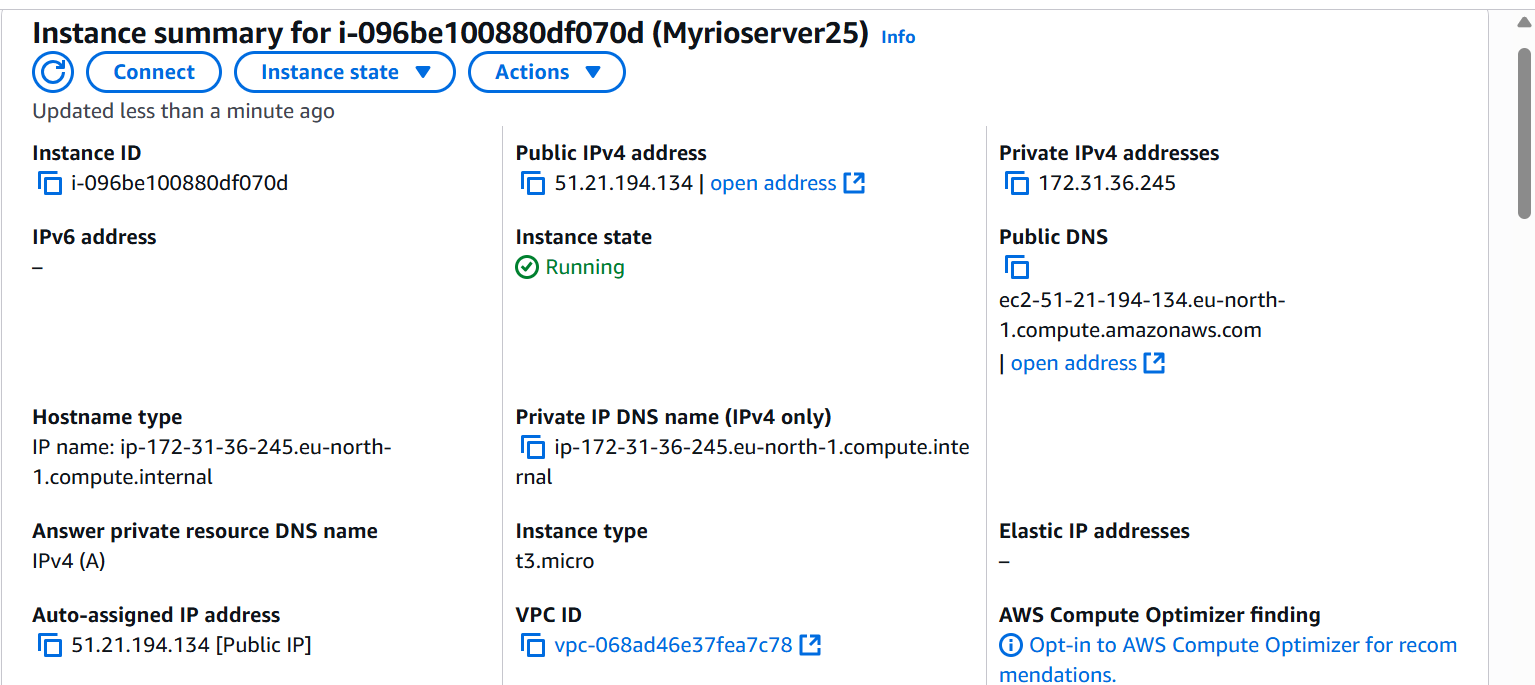 Instance summary for i-096be100880df070d (Myrioserver25) Info
Connect Instance state Actions
Updated less than a minute ago
Instance ID
i-096be100880df070d
Public IPv4 address
51.21.194.134 | open address
Private IPv4 addresses
172.31.36.245
IPv6 address
–
Instance state
Running
Public DNS
ec2-51-21-194-134.eu-north-
1.compute.amazonaws.com
| open address
Hostname type
IP name: ip-172-31-36-245.eu-north-
1.compute.internal
Private IP DNS name (IPv4 only)
ip-172-31-36-245.eu-north-1.compute.inte
rnal
Answer private resource DNS name
IPv4 (A)
Instance type
t3.micro
Elastic IP addresses
–
Auto-assigned IP address
51.21.194.134 [Public IP]
VPC ID
vpc-068ad46e37fea7c78
AWS Compute Optimizer finding
Opt-in to AWS Compute Optimizer for recom
mendations.